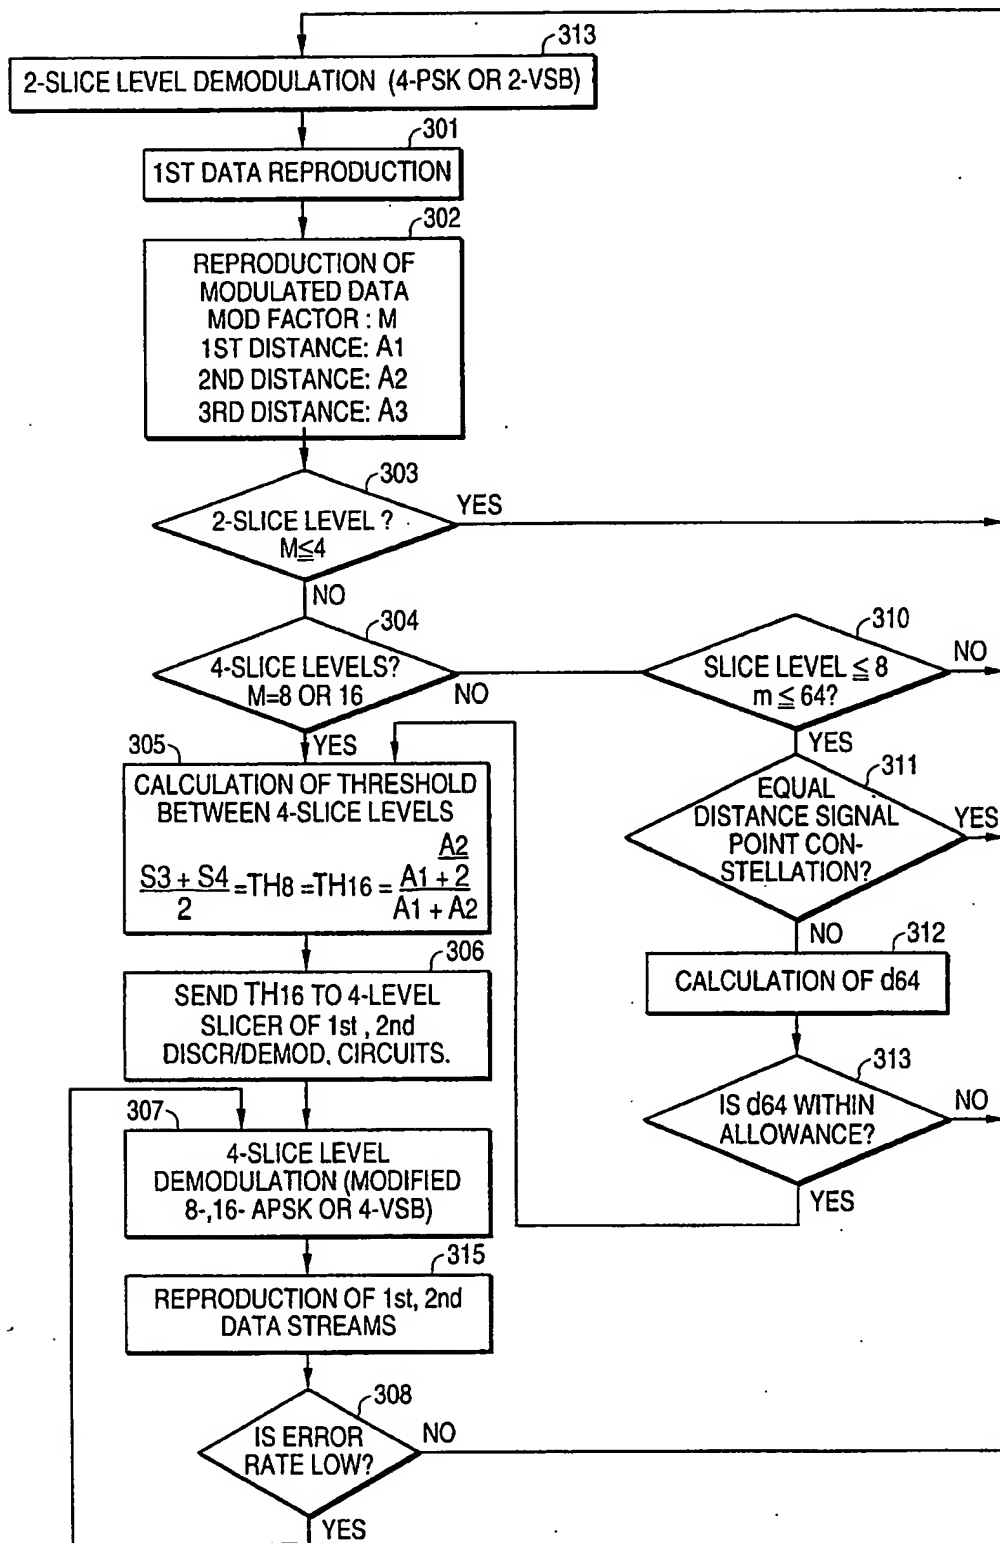 313
2-SLICE LEVEL DEMODULATION (4-PSK OR 2-VSB)
301
1ST DATA REPRODUCTION
302
REPRODUCTION OF
MODULATED DATA
MOD FACTOR : M
1ST DISTANCE: A1
2ND DISTANCE: A2
3RD DISTANCE: A3
303
2-SLICE LEVEL ?
M≦4
YES
NO
304
4-SLICE LEVELS?
M=8 OR 16
NO
YES
310
SLICE LEVEL ≦ 8
m ≦ 64?
NO
YES
305
CALCULATION OF THRESHOLD
BETWEEN 4-SLICE LEVELS
A2
S3 + S4 =TH8 =TH16 = A1 + 2
2 A1 + A2
311
EQUAL
DISTANCE SIGNAL
POINT CON-
STELLATION?
YES
NO
312
CALCULATION OF d64
306
SEND TH16 TO 4-LEVEL
SLICER OF 1st , 2nd
DISCR/DEMOD. CIRCUITS.
313
IS d64 WITHIN
ALLOWANCE?
NO
YES
307
4-SLICE LEVEL
DEMODULATION (MODIFIED
8-,16- APSK OR 4-VSB)
315
REPRODUCTION OF 1st, 2nd
DATA STREAMS
308
IS ERROR
RATE LOW?
NO
YES